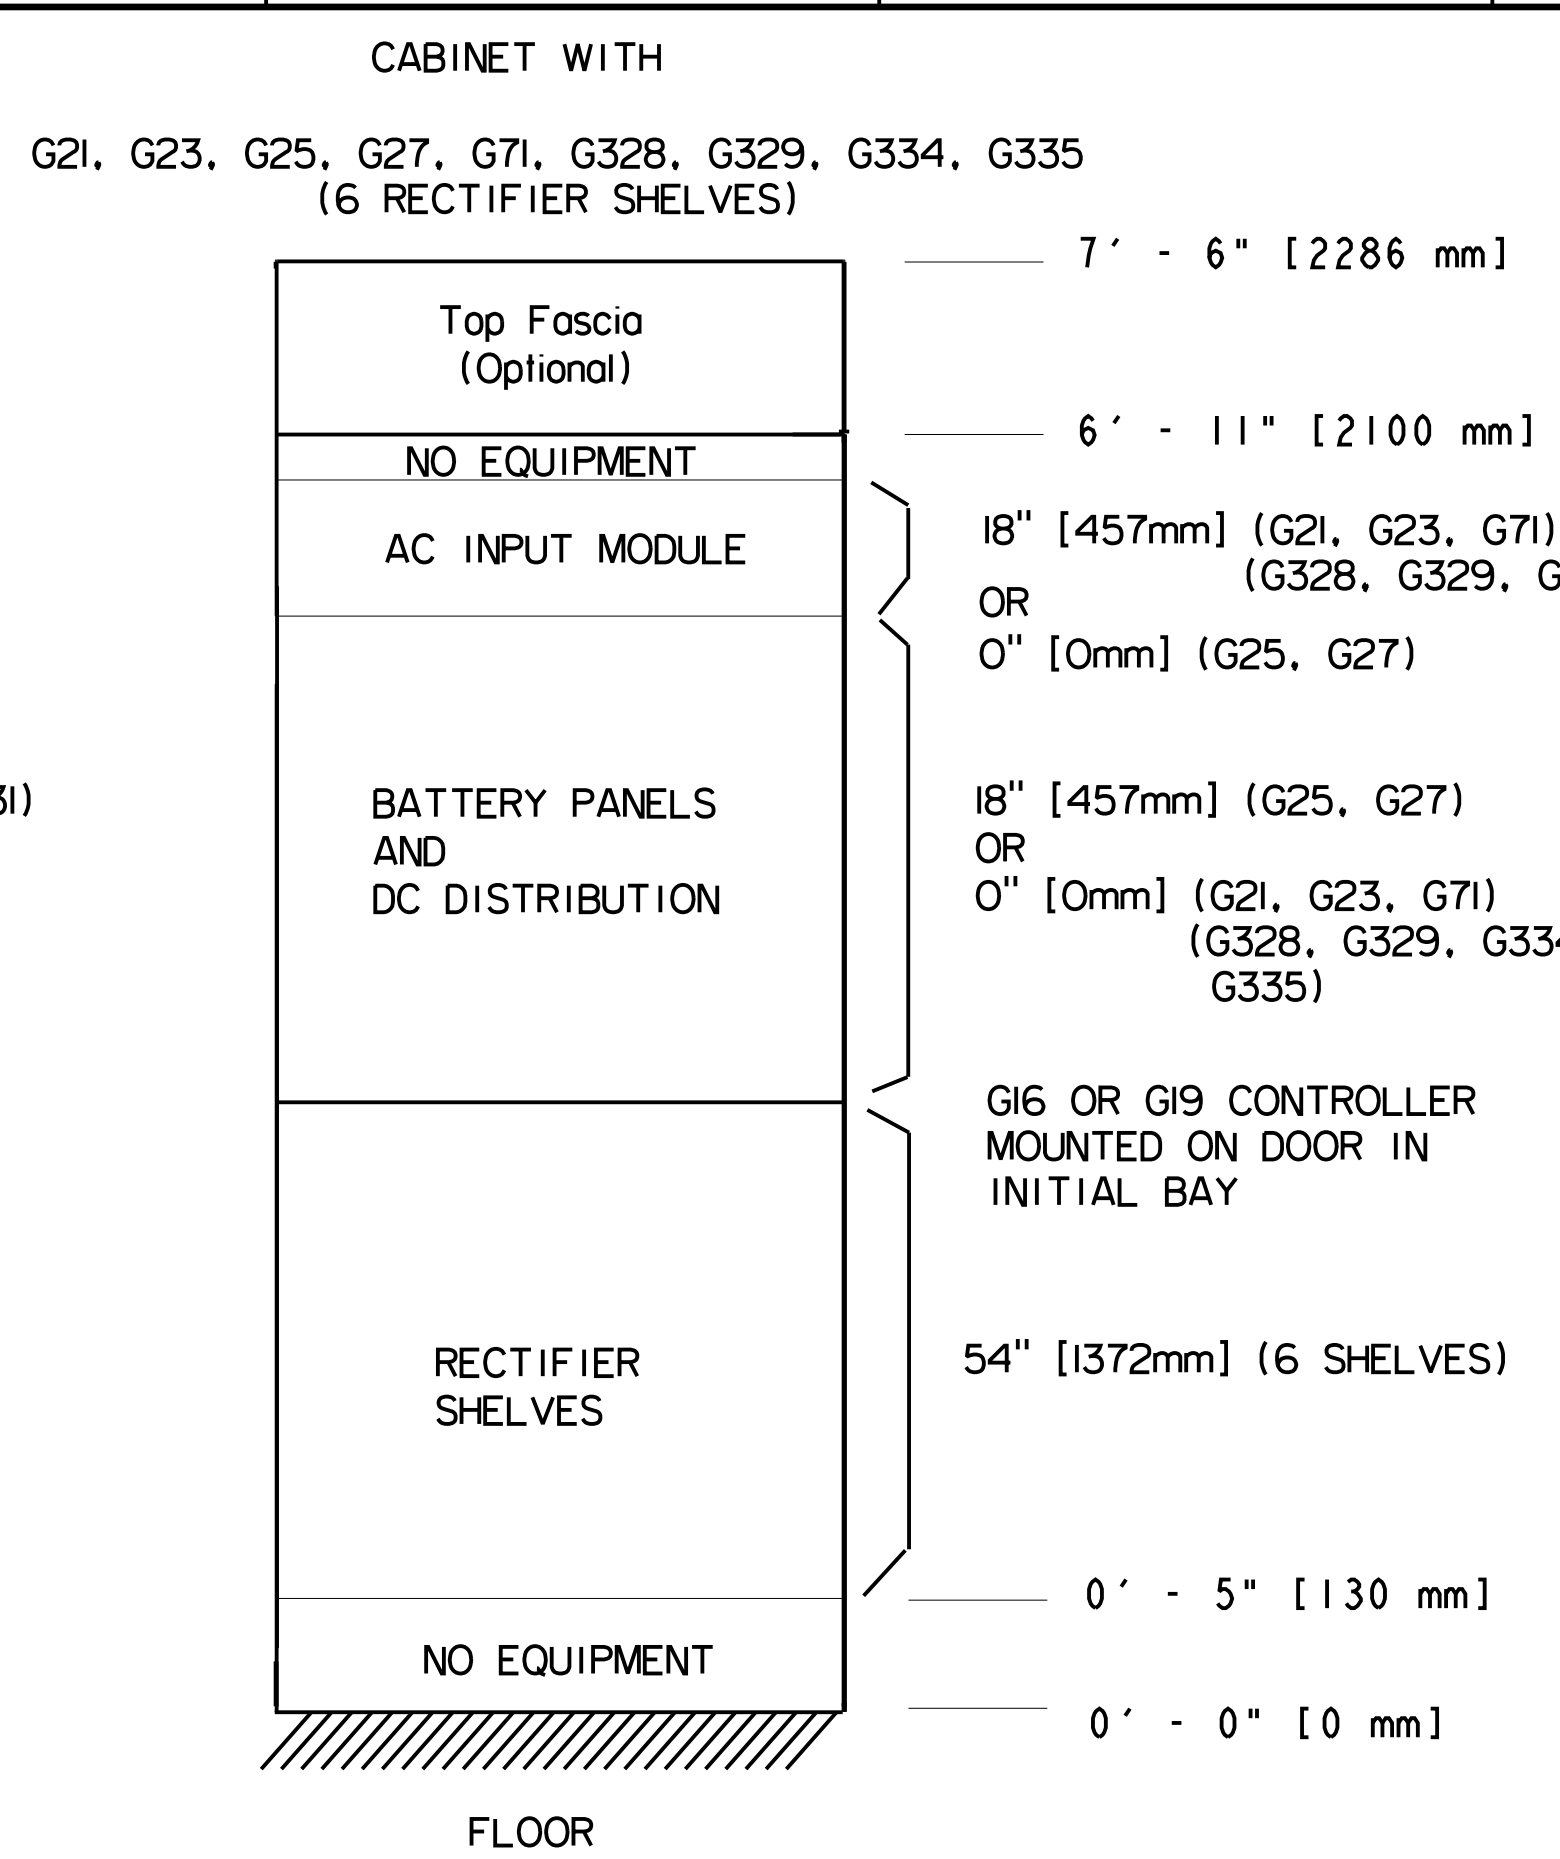 CABINET WITH
G21, G23, G25, G27, G71, G328, G329, G334, G335
(6 RECTIFIER SHELVES)
7' - 6" [2286 mm]
Top Fascia
(Optional)
6' - 11" [2100 mm]
NO EQUIPMENT
AC INPUT MODULE
18" [457mm] (G21, G23, G71)
(G328, G329, G
OR
0" [0mm] (G25, G27)
31)
BATTERY PANELS
AND
DC DISTRIBUTION
18" [457mm] (G25, G27)
OR
0" [0mm] (G21, G23, G71)
(G328, G329, G334
G335)
G16 OR G19 CONTROLLER
MOUNTED ON DOOR IN
INITIAL BAY
RECTIFIER
SHELVES
54" [1372mm] (6 SHELVES)
0' - 5" [130 mm]
NO EQUIPMENT
0' - 0" [0 mm]
FLOOR